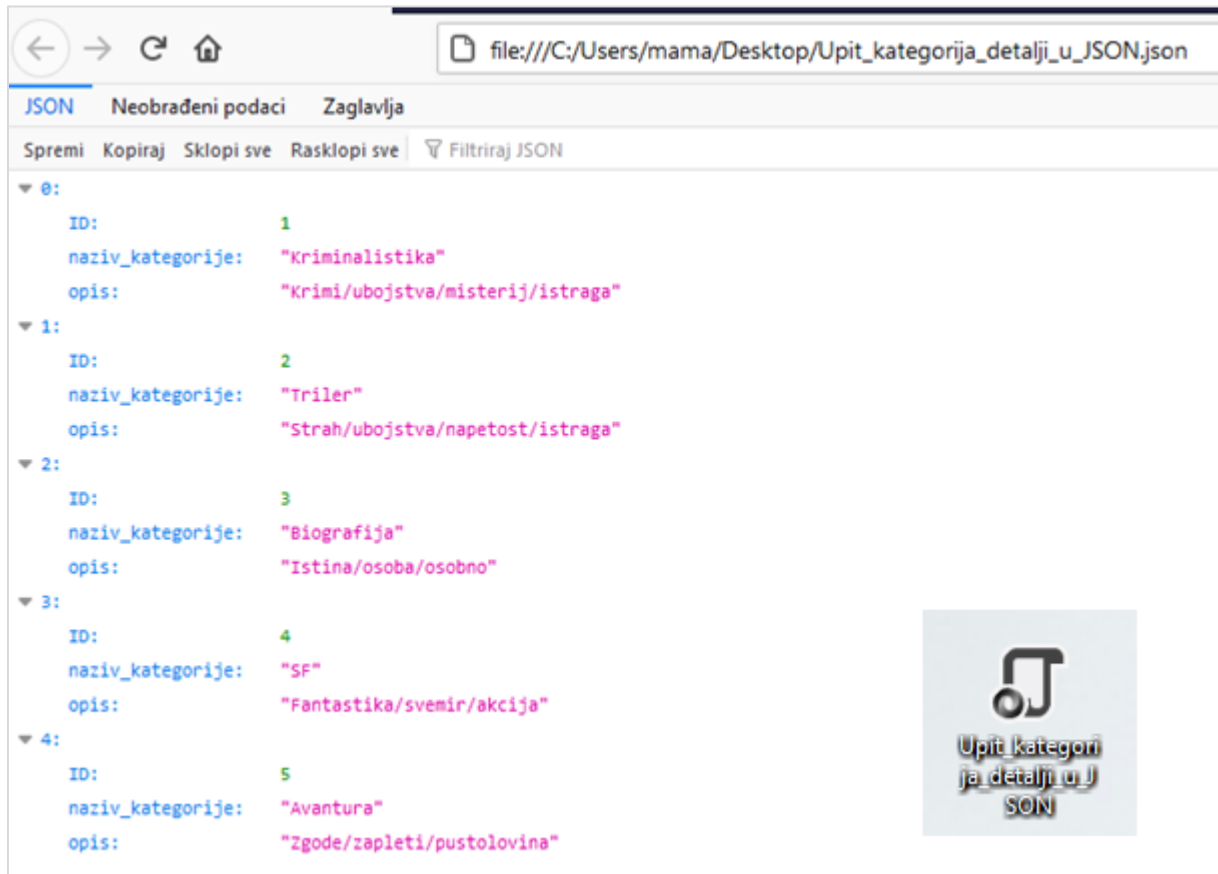 file:///C:/Users/mama/Desktop/Upit_kategorija_detalji_u_JSON.json
JSON Neobrađeni podaci Zaglavlja
Spremi Kopiraj Sklopi sve Rasklopi sve Filtriraj JSON
0:
ID: 1
naziv_kategorije: "Kriminalistika"
opis: "Krimi/ubojstva/misterij/istraga"
1:
ID: 2
naziv_kategorije: "Triler"
opis: "Strah/ubojstva/napetost/istraga"
2:
ID: 3
naziv_kategorije: "Biografija"
opis: "Istina/osoba/osobno"
3:
ID: 4
naziv_kategorije: "SF"
opis: "Fantastika/svemir/akcija"
4:
ID: 5
naziv_kategorije: "Avantura"
opis: "Zgode/zapleti/pustolovina"
Upit_kategori
ja_detalji_u_J
SON